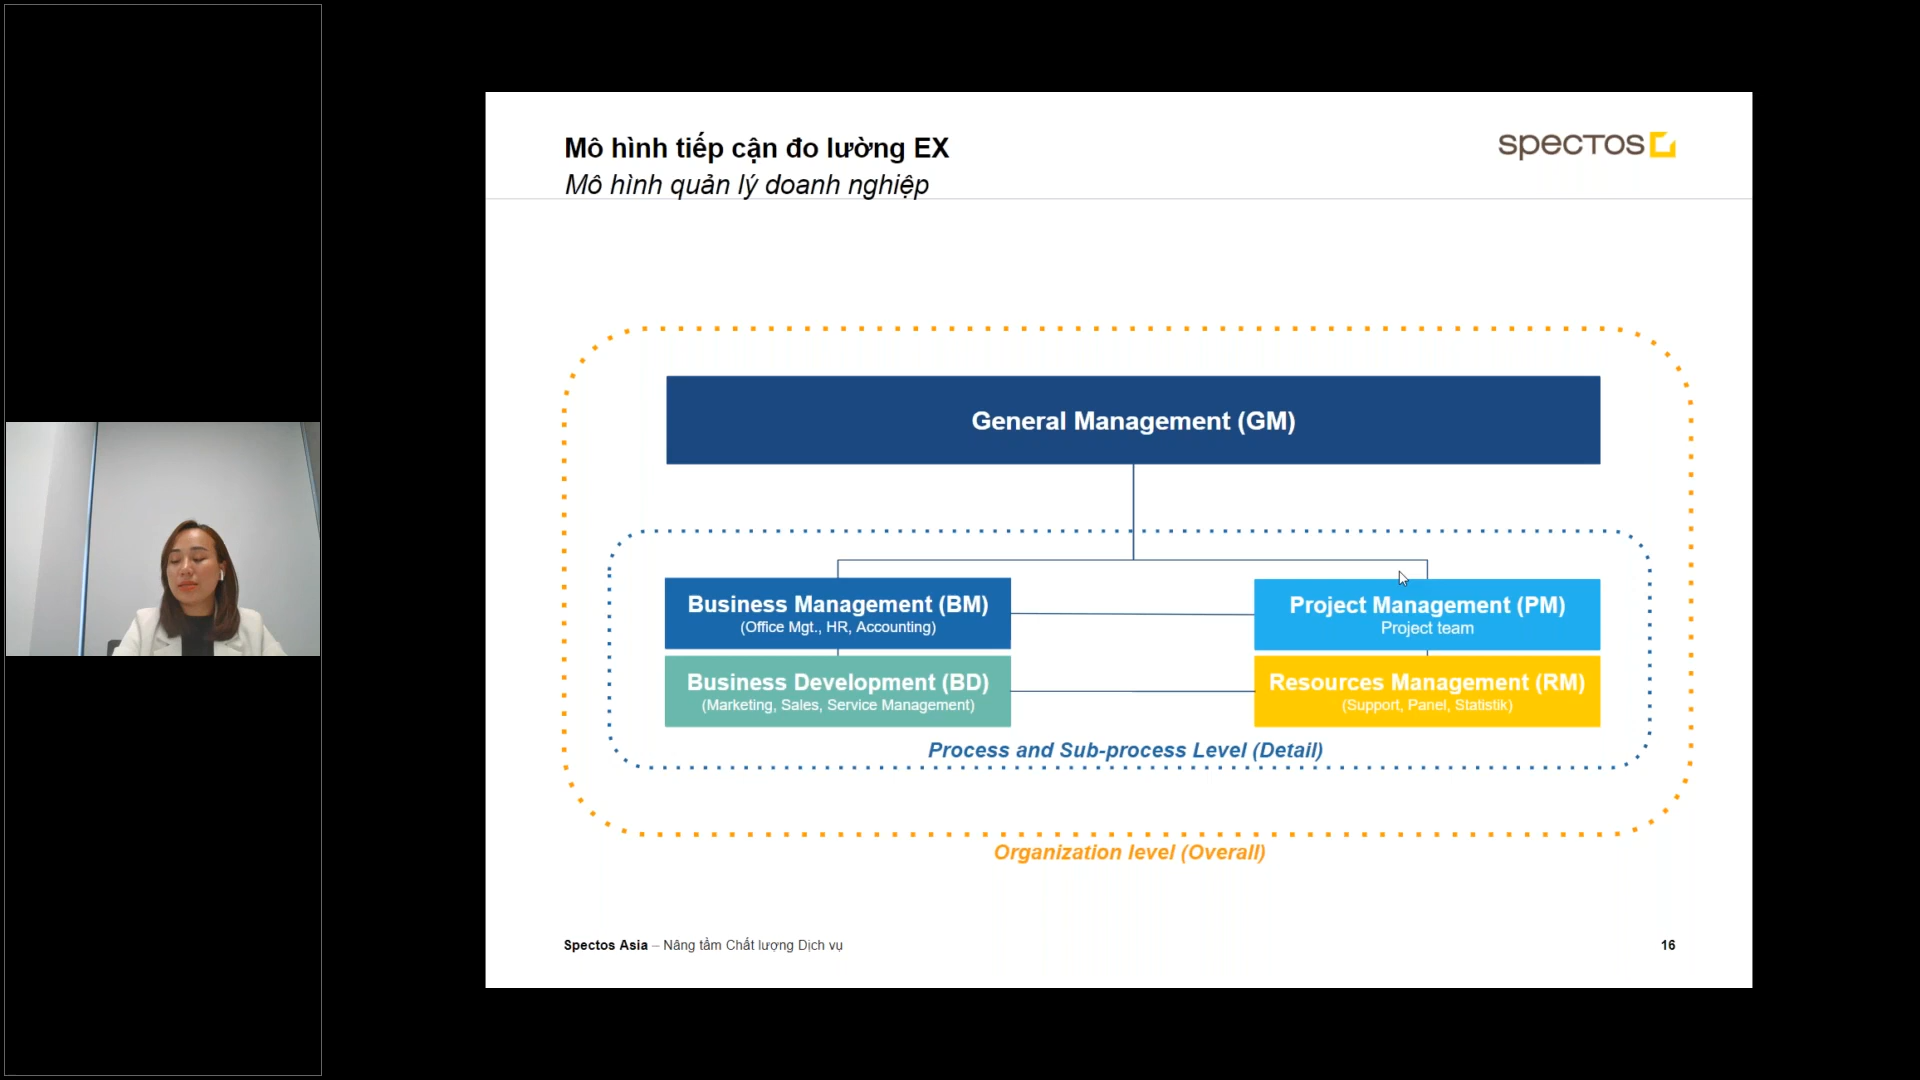 Mô hình tiếp cận đo lường EX
Mô hình quản lý doanh nghiệp
spectos
General Management (GM)
Business Management (BM)
(Office Mgt., HR, Accounting)
Project Management (PM)
Project team
Business Development (BD)
(Marketing, Sales, Service Management)
Resources Management (RM)
(Support, Panel, Statistik)
Process and Sub-process Level (Detail)
Organization level (Overall)
Spectos Asia – Nâng tầm Chất lượng Dịch vụ
16